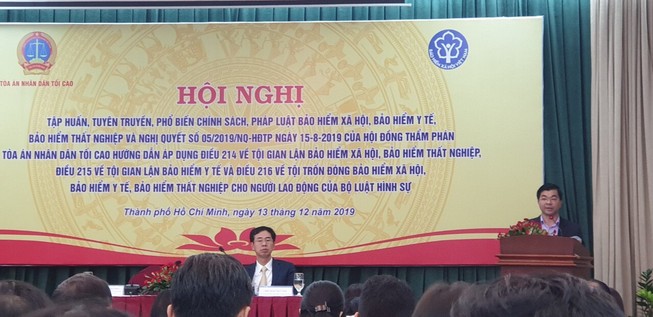 TÒA ÁN NHÂN DÂN TỐI CAO
BẢO HIỂM XÃ HỘI VIỆT NAM
HỘI NGHỊ
TẬP HUẤN, TUYÊN TRUYỀN, PHỔ BIẾN CHÍNH SÁCH, PHÁP LUẬT BẢO HIỂM XÃ HỘI, BẢO HIỂM Y TẾ,
BẢO HIỂM THẤT NGHIỆP VÀ NGHỊ QUYẾT SỐ 05/2019/NQ-HĐTP NGÀY 15-8-2019 CỦA HỘI ĐỒNG THẨM PHÁN
TÒA ÁN NHÂN DÂN TỐI CAO HƯỚNG DẪN ÁP DỤNG ĐIỀU 214 VỀ TỘI GIAN LẬN BẢO HIỂM XÃ HỘI, BẢO HIỂM THẤT NGHIỆP,
ĐIỀU 215 VỀ TỘI GIAN LẬN BẢO HIỂM Y TẾ VÀ ĐIỀU 216 VỀ TỘI TRỐN ĐÓNG BẢO HIỂM XÃ HỘI,
BẢO HIỂM Y TẾ, BẢO HIỂM THẤT NGHIỆP CHO NGƯỜI LAO ĐỘNG CỦA BỘ LUẬT HÌNH SỰ
Thành phố Hồ Chí Minh, ngày 13 tháng 12 năm 2019